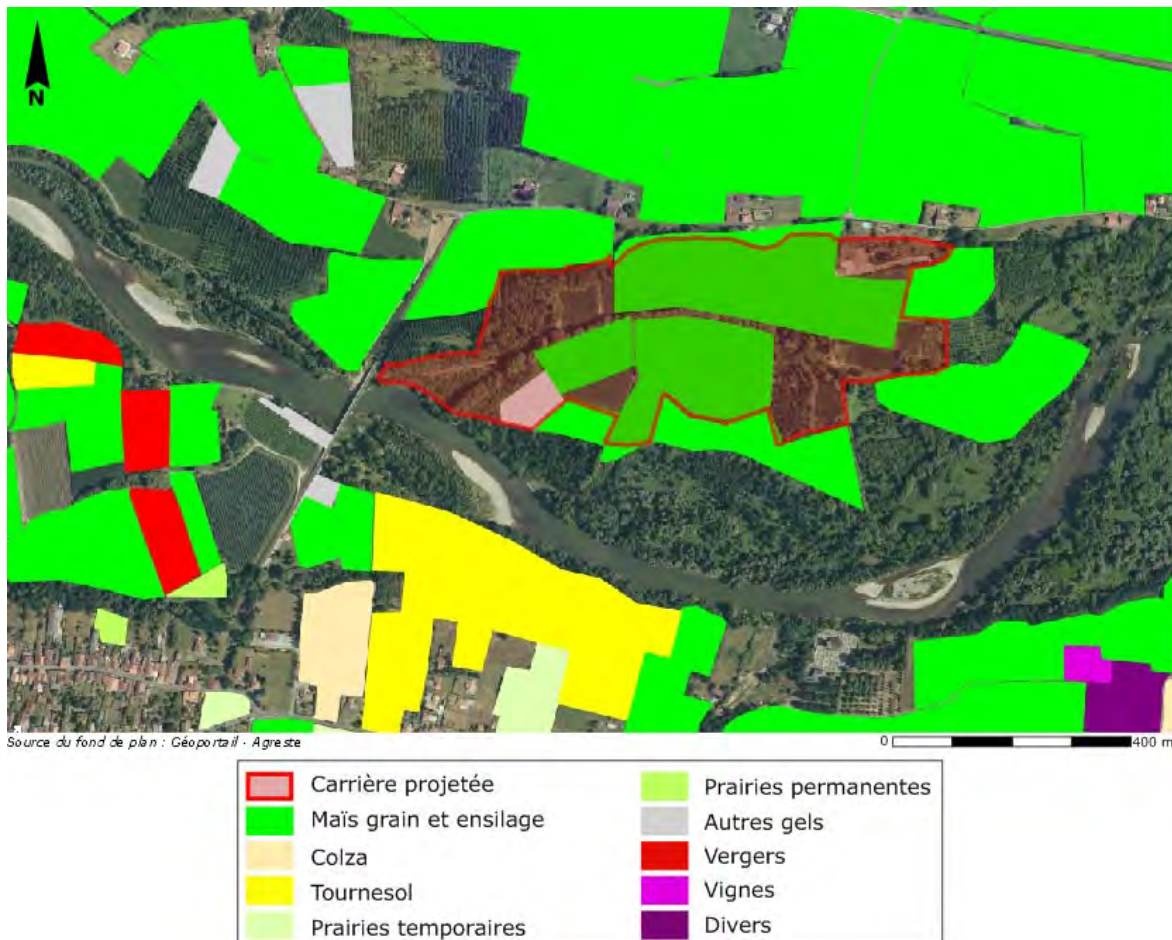 N
Source du fond de plan : Géoportail - Agreste
0 400 m
Carrière projetée
Maïs grain et ensilage
Colza
Tournesol
Prairies temporaires
Prairies permanentes
Autres gels
Vergers
Vignes
Divers